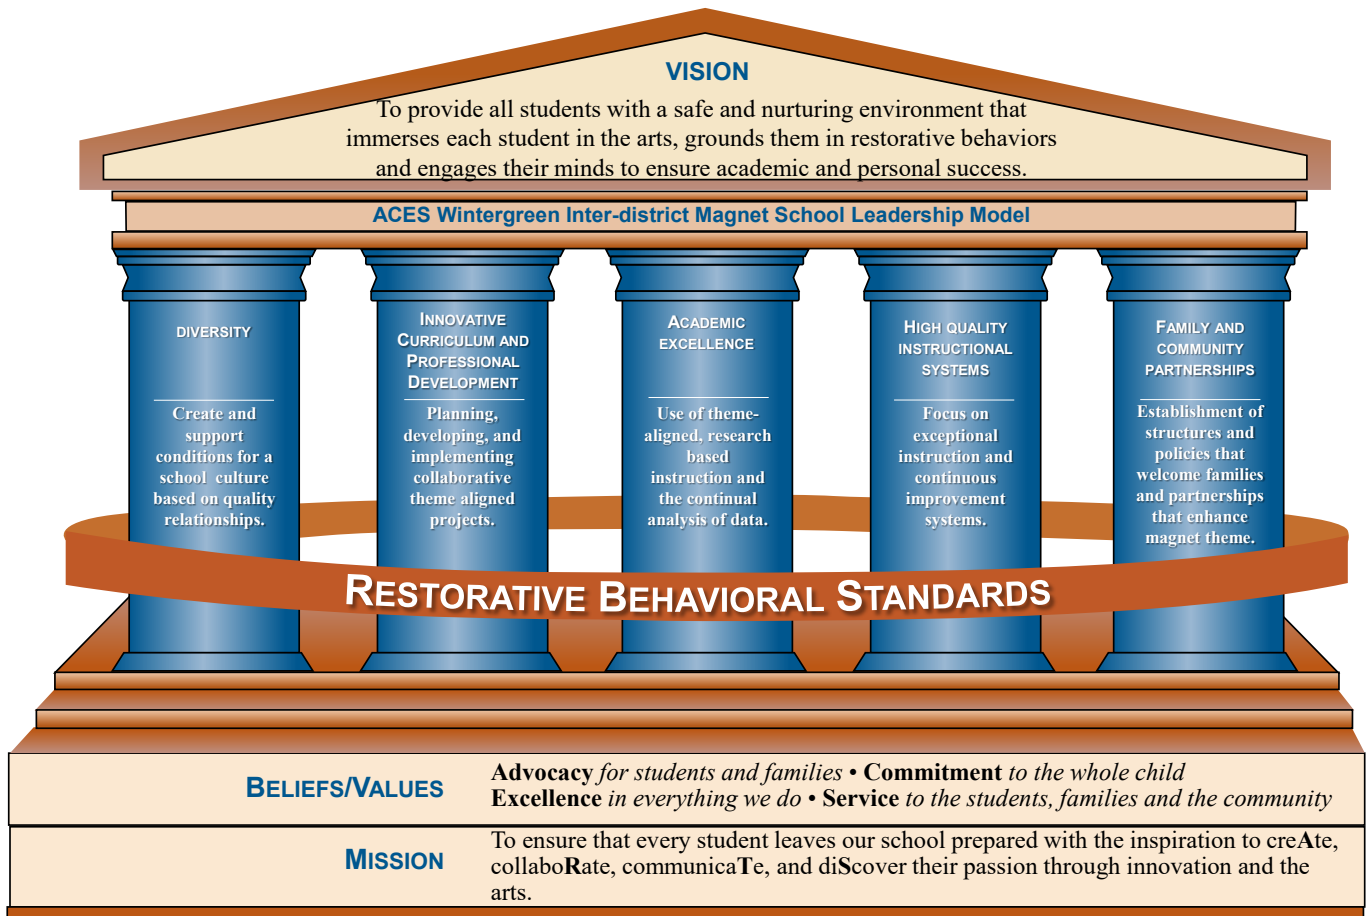 VISION
To provide all students with a safe and nurturing environment that
immerses each student in the arts, grounds them in restorative behaviors
and engages their minds to ensure academic and personal success.
ACES Wintergreen Inter-district Magnet School Leadership Model
DIVERSITY
Create and
support
conditions for a
school culture
based on quality
relationships.
INNOVATIVE
CURRICULUM AND
PROFESSIONAL
DEVELOPMENT
Planning,
developing, and
implementing
collaborative
theme aligned
projects.
ACADEMIC
EXCELLENCE
Use of theme-
aligned, research
based
instruction and
the continual
analysis of data.
HIGH QUALITY
INSTRUCTIONAL
SYSTEMS
Focus on
exceptional
instruction and
continuous
improvement
systems.
FAMILY AND
COMMUNITY
PARTNERSHIPS
Establishment of
structures and
policies that
welcome families
and partnerships
that enhance
magnet theme.
RESTORATIVE BEHAVIORAL STANDARDS
BELIEFS/VALUES
Advocacy for students and families • Commitment to the whole child
Excellence in everything we do • Service to the students, families and the community
MISSION
To ensure that every student leaves our school prepared with the inspiration to creAte,
collaboRate, communicaTe, and diScover their passion through innovation and the
arts.